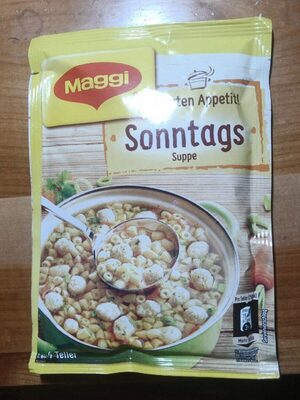 Maggi
Guten Appetit!
Sonntags
Suppe
4 Teller